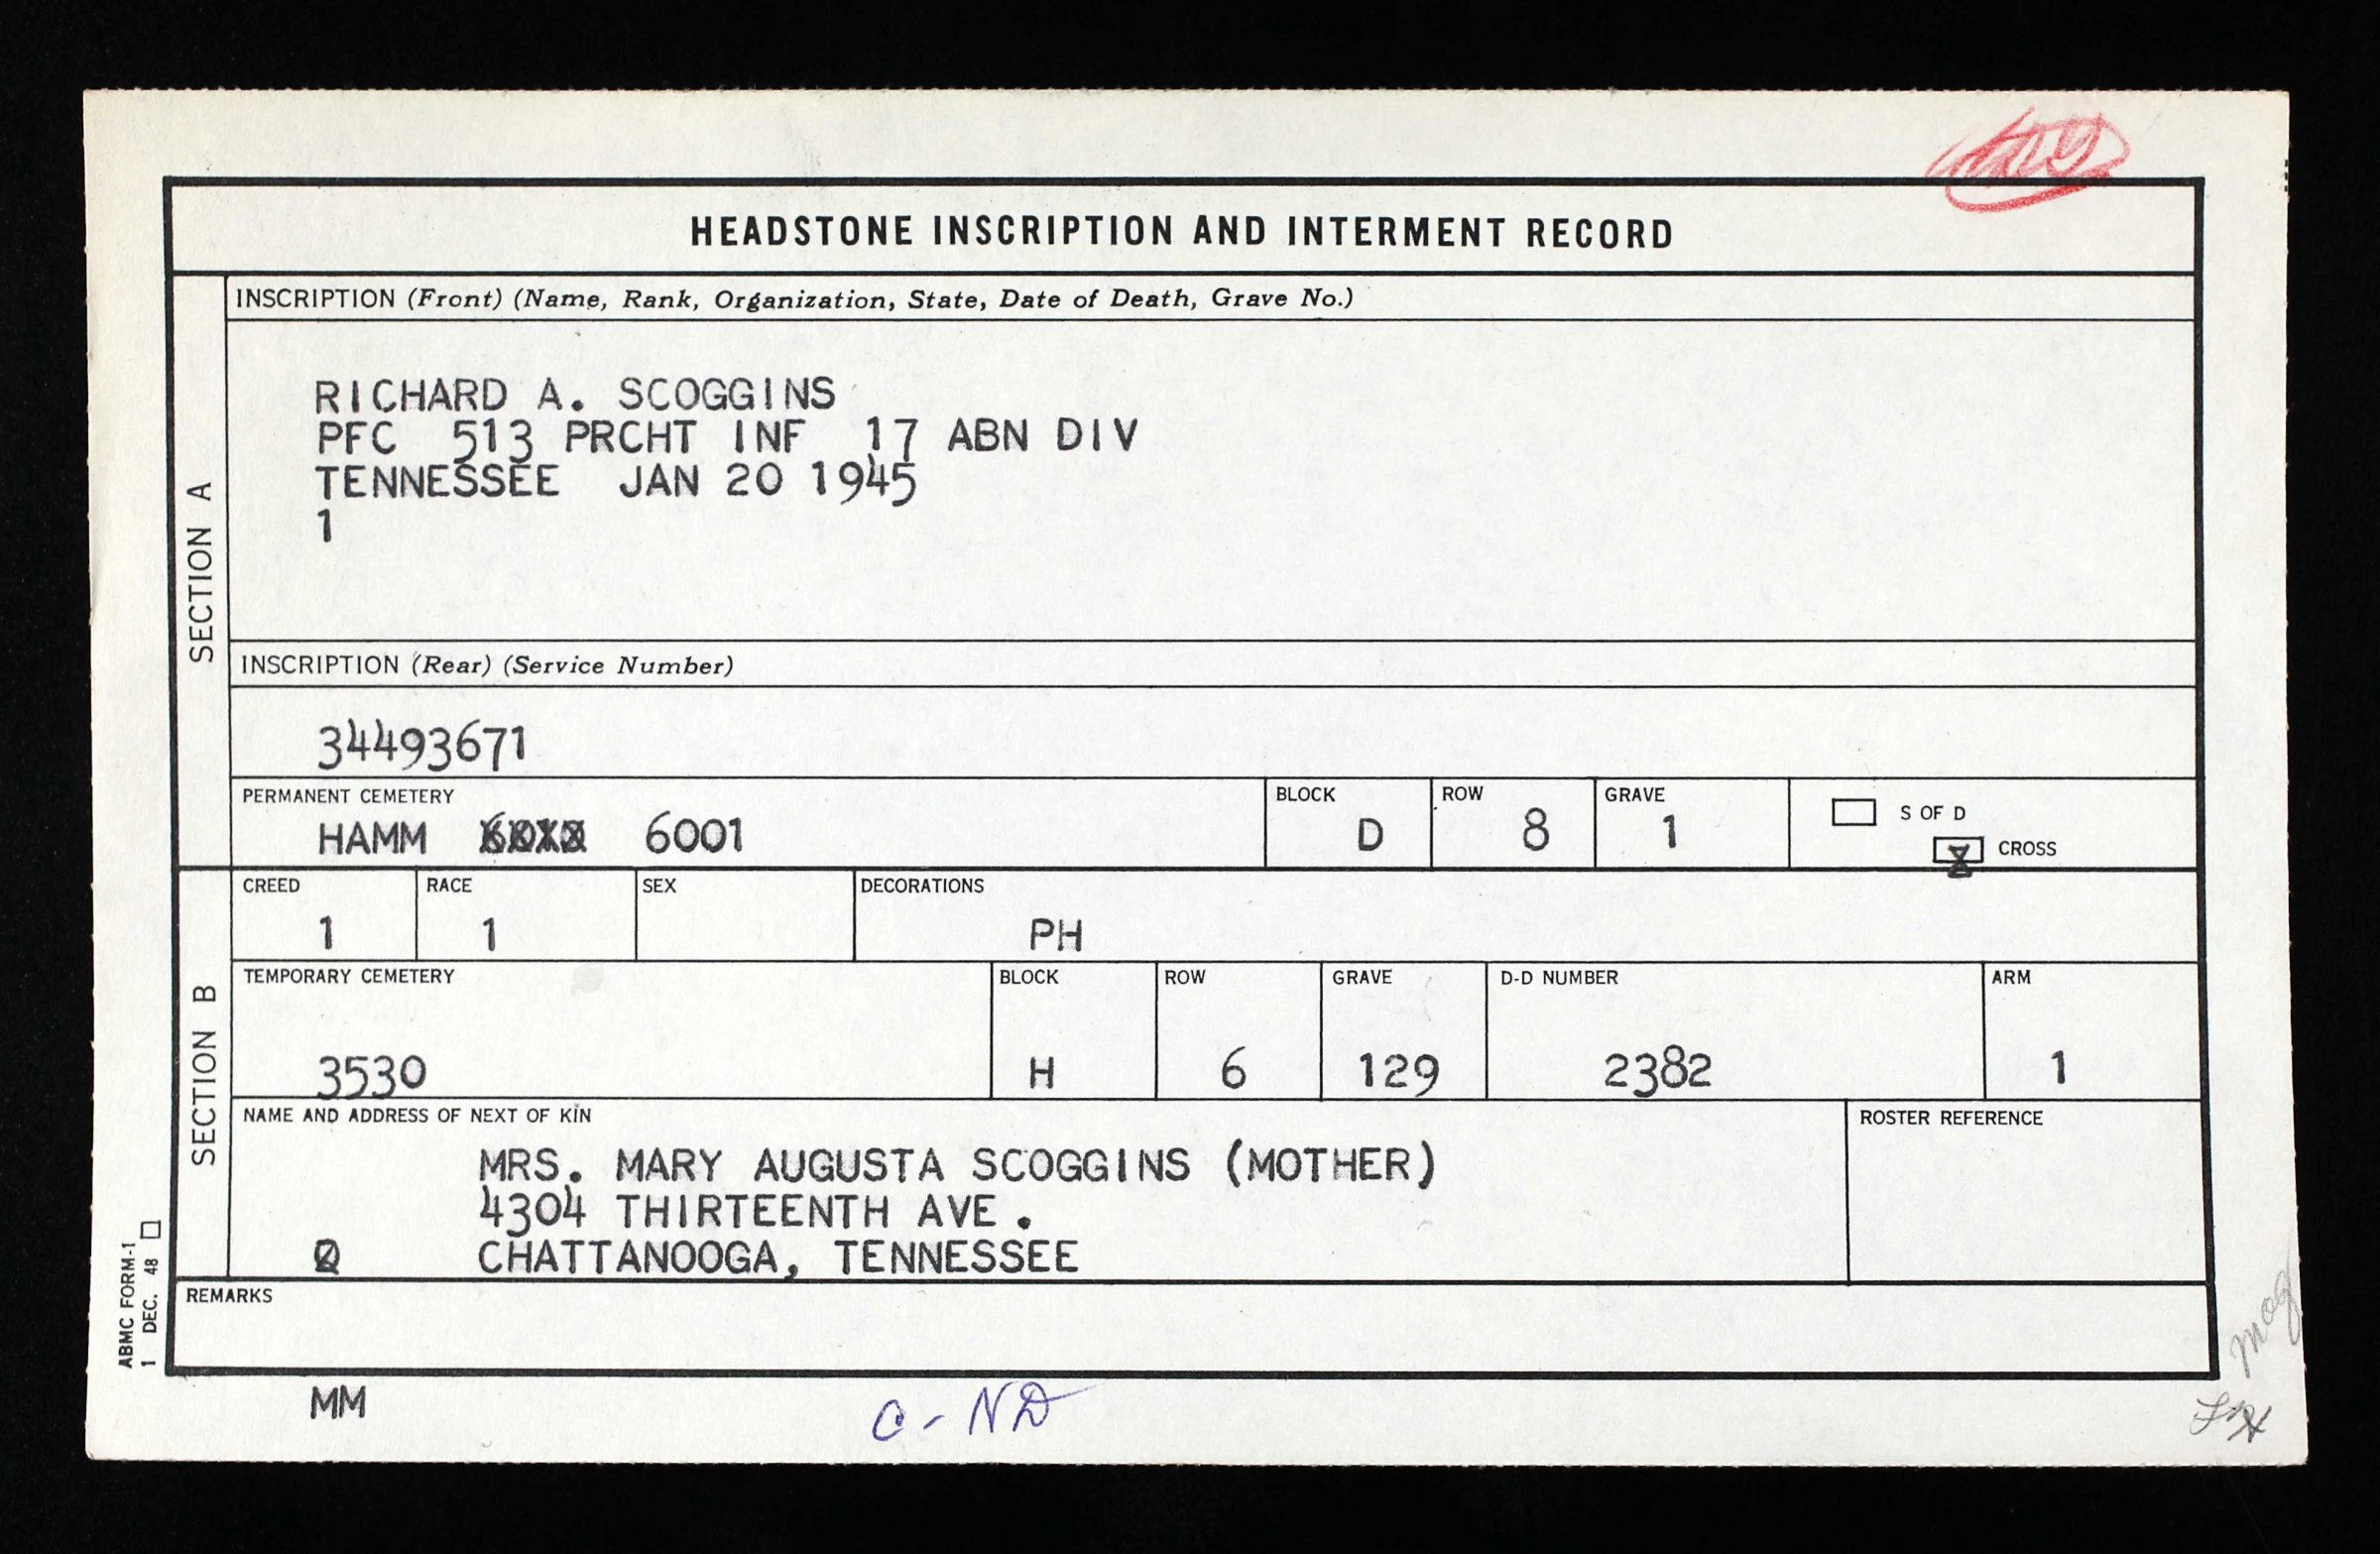 HEADSTONE INSCRIPTION AND INTERMENT RECORD
SECTION A
INSCRIPTION (Front) (Name, Rank, Organization, State, Date of Death, Grave No.)
RICHARD A. SCOGGINS
PFC 513 PRCHT INF 17 ABN DIV
TENNESSEE JAN 20 1945
1
INSCRIPTION (Rear) (Service Number)
34493671
PERMANENT CEMETERY BLOCK ROW GRAVE
HAMM 6001 D 8 1
S OF D
X CROSS
SECTION B
CREED RACE SEX DECORATIONS
1 1 PH
TEMPORARY CEMETERY BLOCK ROW GRAVE D-D NUMBER ARM
3530 H 6 129 2382 1
NAME AND ADDRESS OF NEXT OF KIN ROSTER REFERENCE
MRS. MARY AUGUSTA SCOGGINS (MOTHER)
4304 THIRTEENTH AVE.
CHATTANOOGA, TENNESSEE
REMARKS
ABMC FORM-1
1 DEC. 48
MM
C - ND